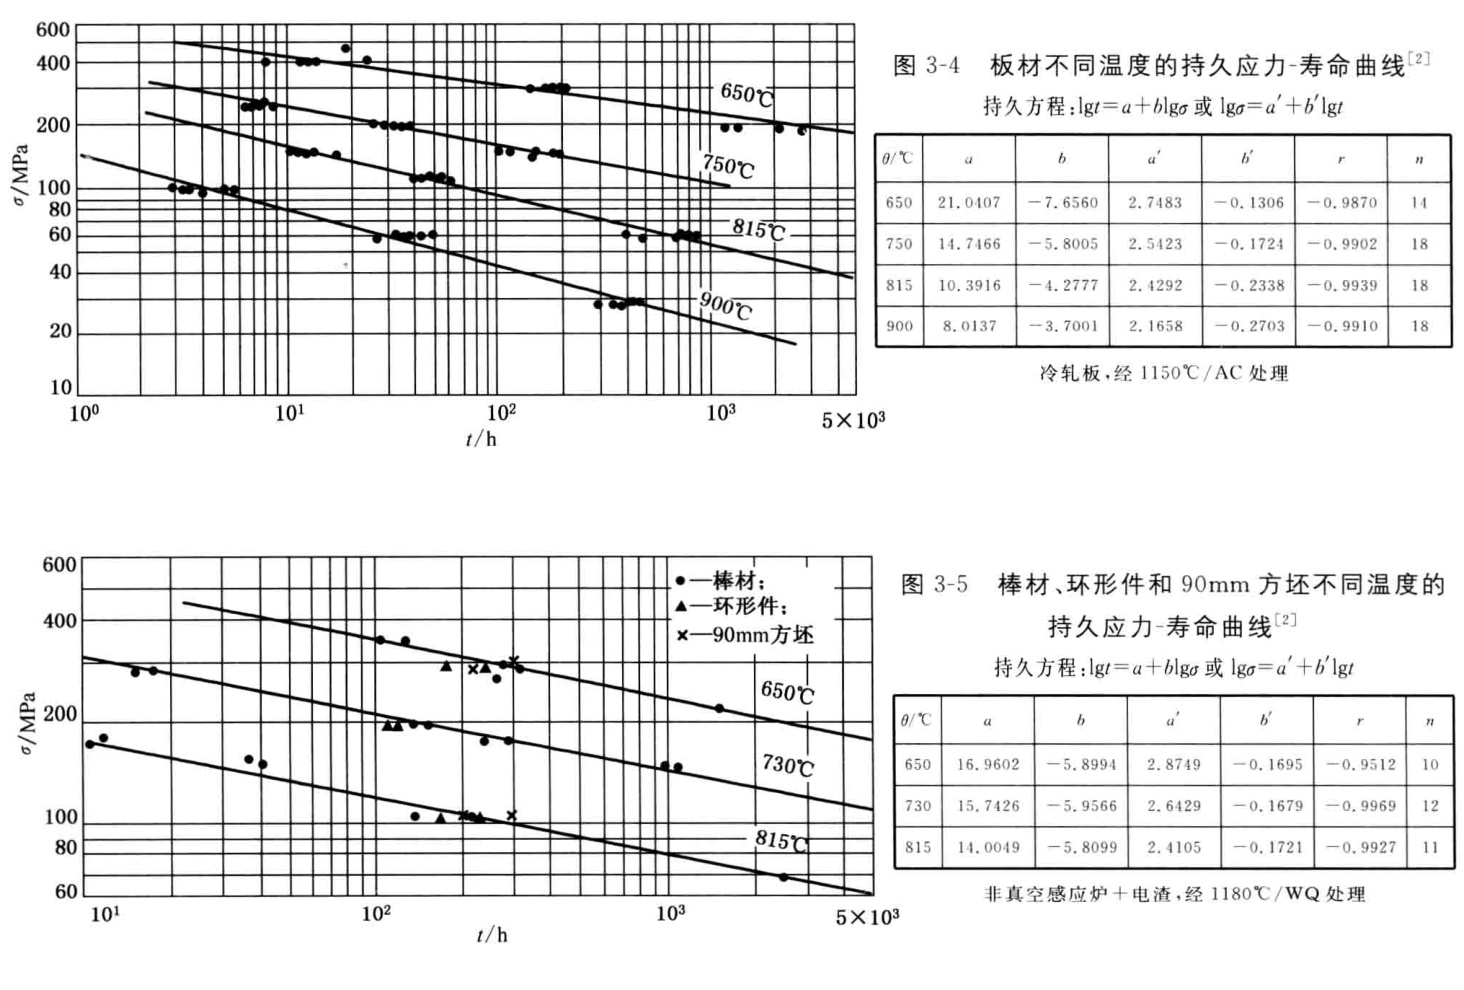 600
400
200
100
80
60
40
20
10
σ/MPa
650℃
750℃
815℃
900℃
10⁰
10¹
10²
10³
5×10³
t/h
图 3-4 板材不同温度的持久应力-寿命曲线[2]
持久方程:lgt=a+blgσ 或 lgσ=a′+b′lgt
θ/℃ a b a′ b′ r n
650 21.0407 −7.6560 2.7483 −0.1306 −0.9870 14
750 14.7466 −5.8005 2.5423 −0.1724 −0.9902 18
815 10.3916 −4.2777 2.4292 −0.2338 −0.9939 18
900 8.0137 −3.7001 2.1658 −0.2703 −0.9910 18
冷轧板,经 1150℃/AC 处理
600
400
200
100
80
60
σ/MPa
●—棒材;
▲—环形件;
×—90mm方坯
650℃
730℃
815℃
10¹
10²
10³
5×10³
t/h
图 3-5 棒材、环形件和 90mm 方坯不同温度的
持久应力-寿命曲线[2]
持久方程:lgt=a+blgσ 或 lgσ=a′+b′lgt
θ/℃ a b a′ b′ r n
650 16.9602 −5.8994 2.8749 −0.1695 −0.9512 10
730 15.7426 −5.9566 2.6429 −0.1679 −0.9969 12
815 14.0049 −5.8099 2.4105 −0.1721 −0.9927 11
非真空感应炉+电渣,经 1180℃/WQ 处理